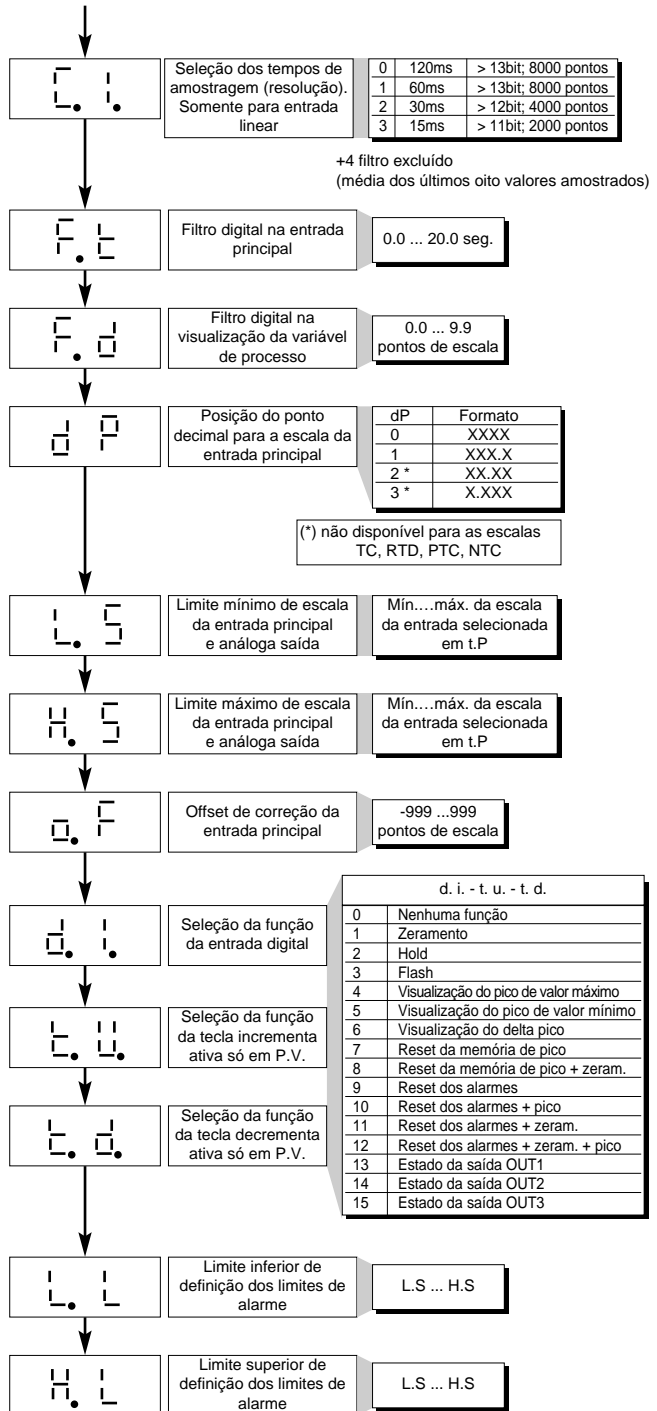 C. I.
Seleção dos tempos de
amostragem (resolução).
Somente para entrada
linear
0 120ms > 13bit; 8000 pontos
1 60ms > 13bit; 8000 pontos
2 30ms > 12bit; 4000 pontos
3 15ms > 11bit; 2000 pontos
+4 filtro excluído
(média dos últimos oito valores amostrados)
F. t
Filtro digital na entrada
principal
0.0 ... 20.0 seg.
F. d
Filtro digital na
visualização da variável
de processo
0.0 ... 9.9
pontos de escala
d P
Posição do ponto
decimal para a escala da
entrada principal
dP Formato
0 XXXX
1 XXX.X
2 * XX.XX
3 * X.XXX
(*) não disponível para as escalas
TC, RTD, PTC, NTC
L. S
Limite mínimo de escala
da entrada principal
e análoga saída
Mín....máx. da escala
da entrada selecionada
em t.P
H. S
Limite máximo de escala
da entrada principal
e análoga saída
Mín....máx. da escala
da entrada selecionada
em t.P
o. F
Offset de correção da
entrada principal
-999 ...999
pontos de escala
d. i. - t. u. - t. d.
0 Nenhuma função
1 Zeramento
2 Hold
3 Flash
4 Visualização do pico de valor máximo
5 Visualização do pico de valor mínimo
6 Visualização do delta pico
7 Reset da memória de pico
8 Reset da memória de pico + zeram.
9 Reset dos alarmes
10 Reset dos alarmes + pico
11 Reset dos alarmes + zeram.
12 Reset dos alarmes + zeram. + pico
13 Estado da saída OUT1
14 Estado da saída OUT2
15 Estado da saída OUT3
d. I.
Seleção da função
da entrada digital
t. U.
Seleção da função
da tecla incrementa
ativa só em P.V.
t. d.
Seleção da função
da tecla decrementa
ativa só em P.V.
L. L
Limite inferior de
definição dos limites de
alarme
L.S ... H.S
H. L
Limite superior de
definição dos limites de
alarme
L.S ... H.S